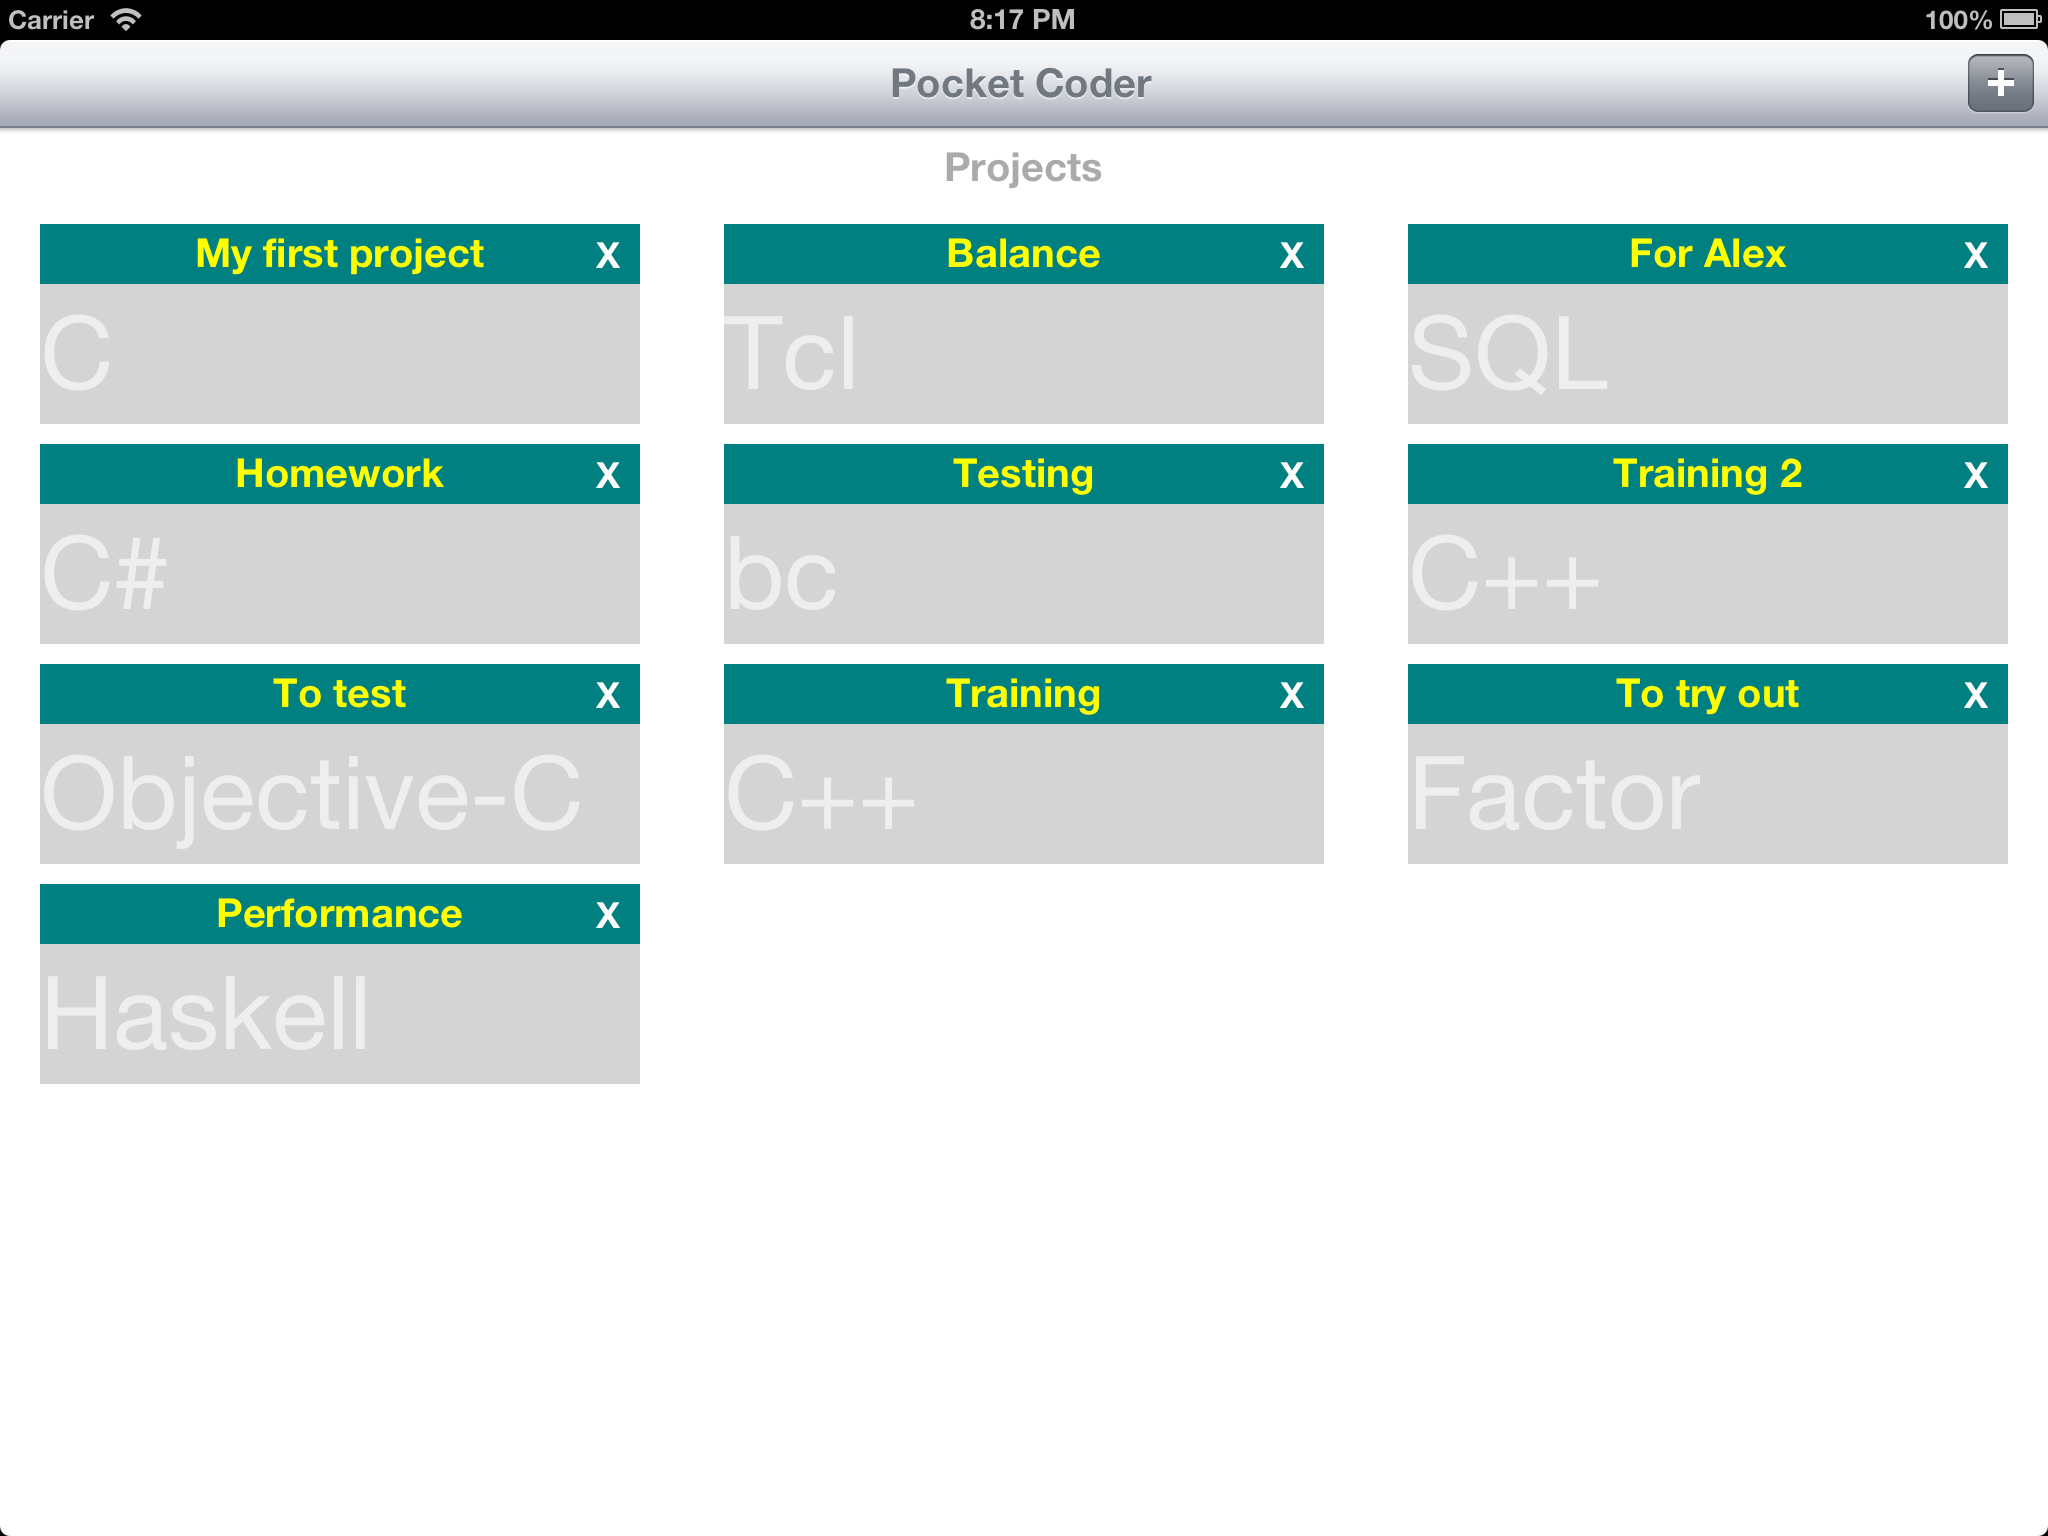 Carrier 8:17 PM 100%
Pocket Coder +
Projects
My first project X Balance X For Alex X
C Tcl SQL
Homework X Testing X Training 2 X
C# bc C++
To test X Training X To try out X
Objective-C C++ Factor
Performance X
Haskell